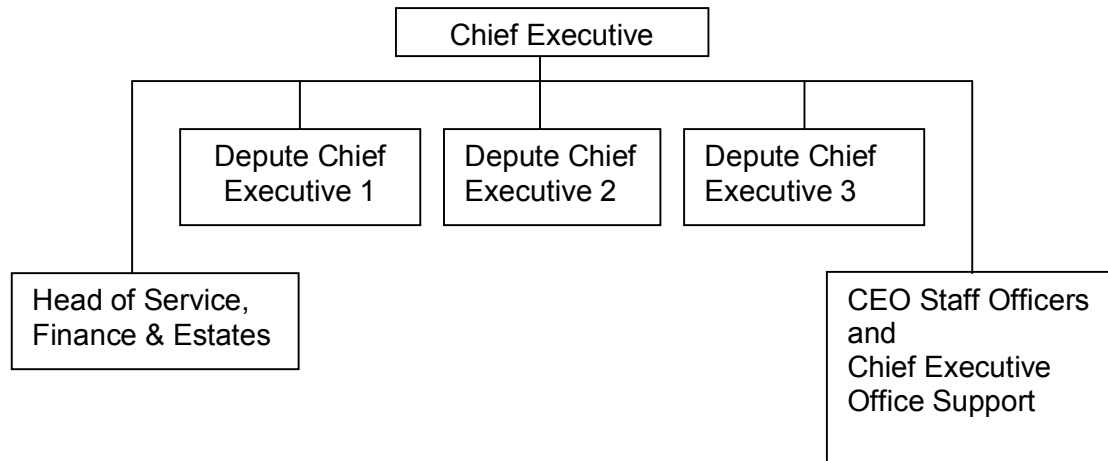 Chief Executive
Depute Chief
Executive 1
Depute Chief
Executive 2
Depute Chief
Executive 3
Head of Service,
Finance & Estates
CEO Staff Officers
and
Chief Executive
Office Support